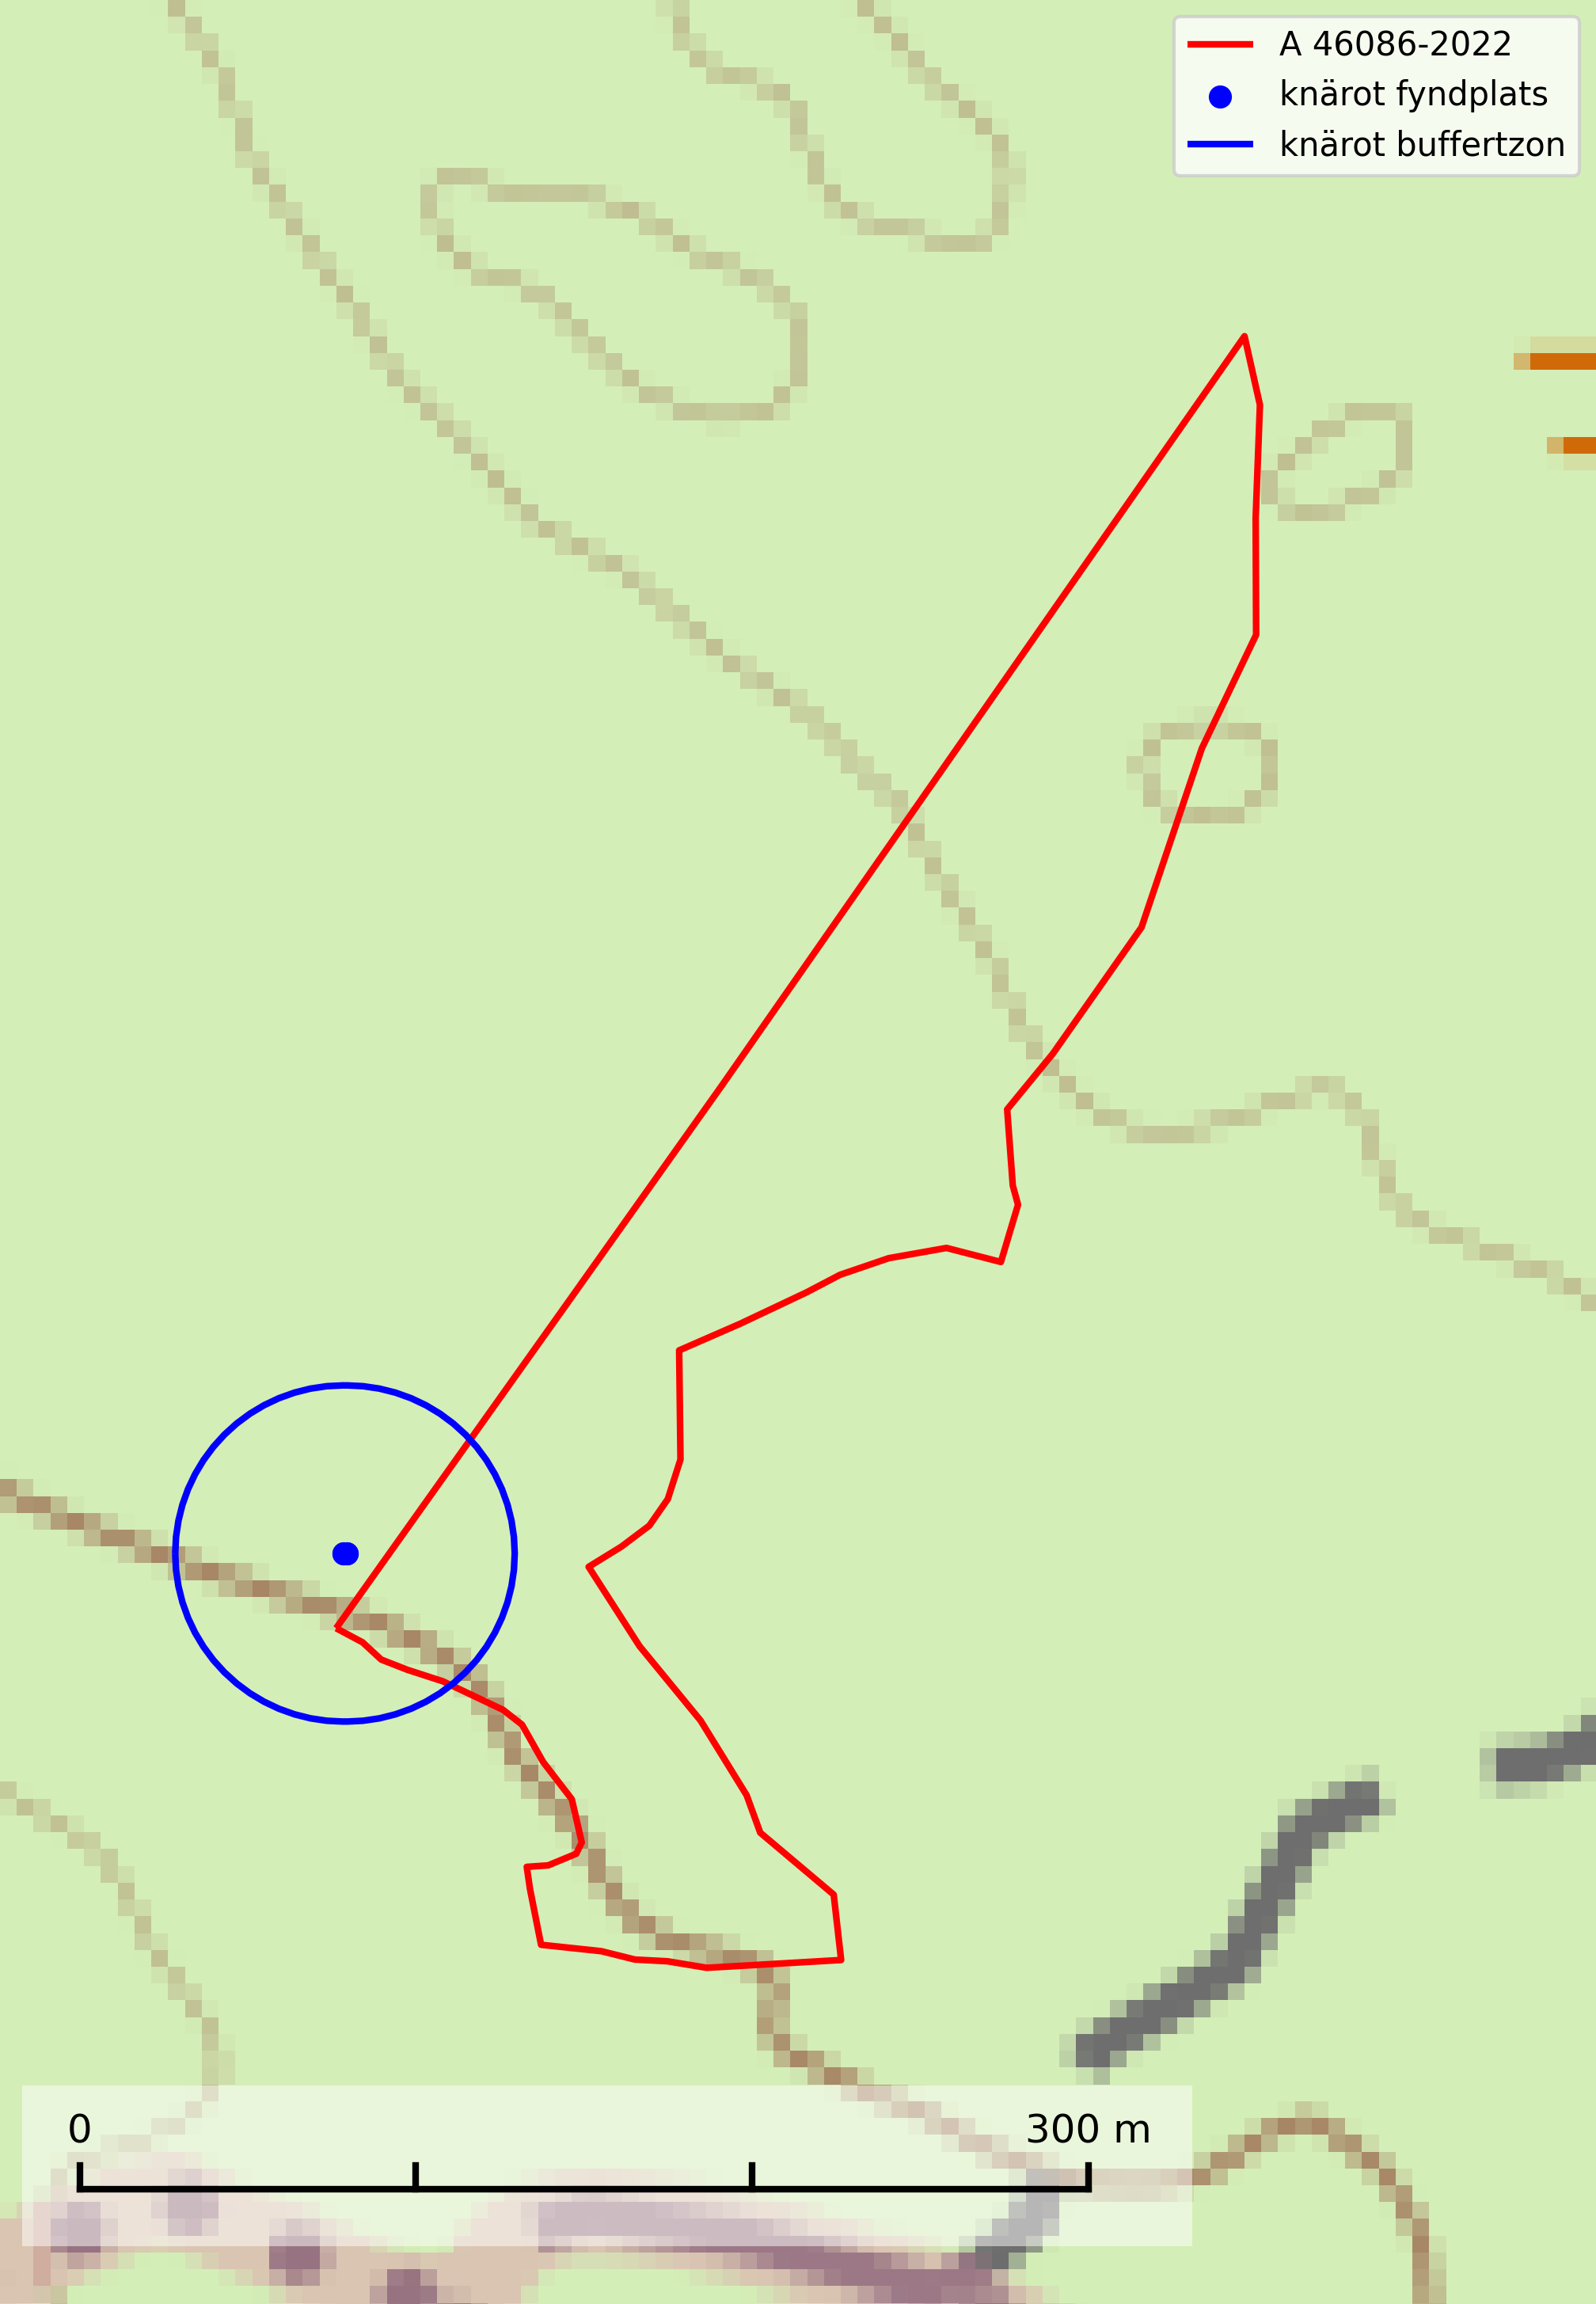 A 46086-2022
knärot fyndplats
knärot buffertzon
0
300 m